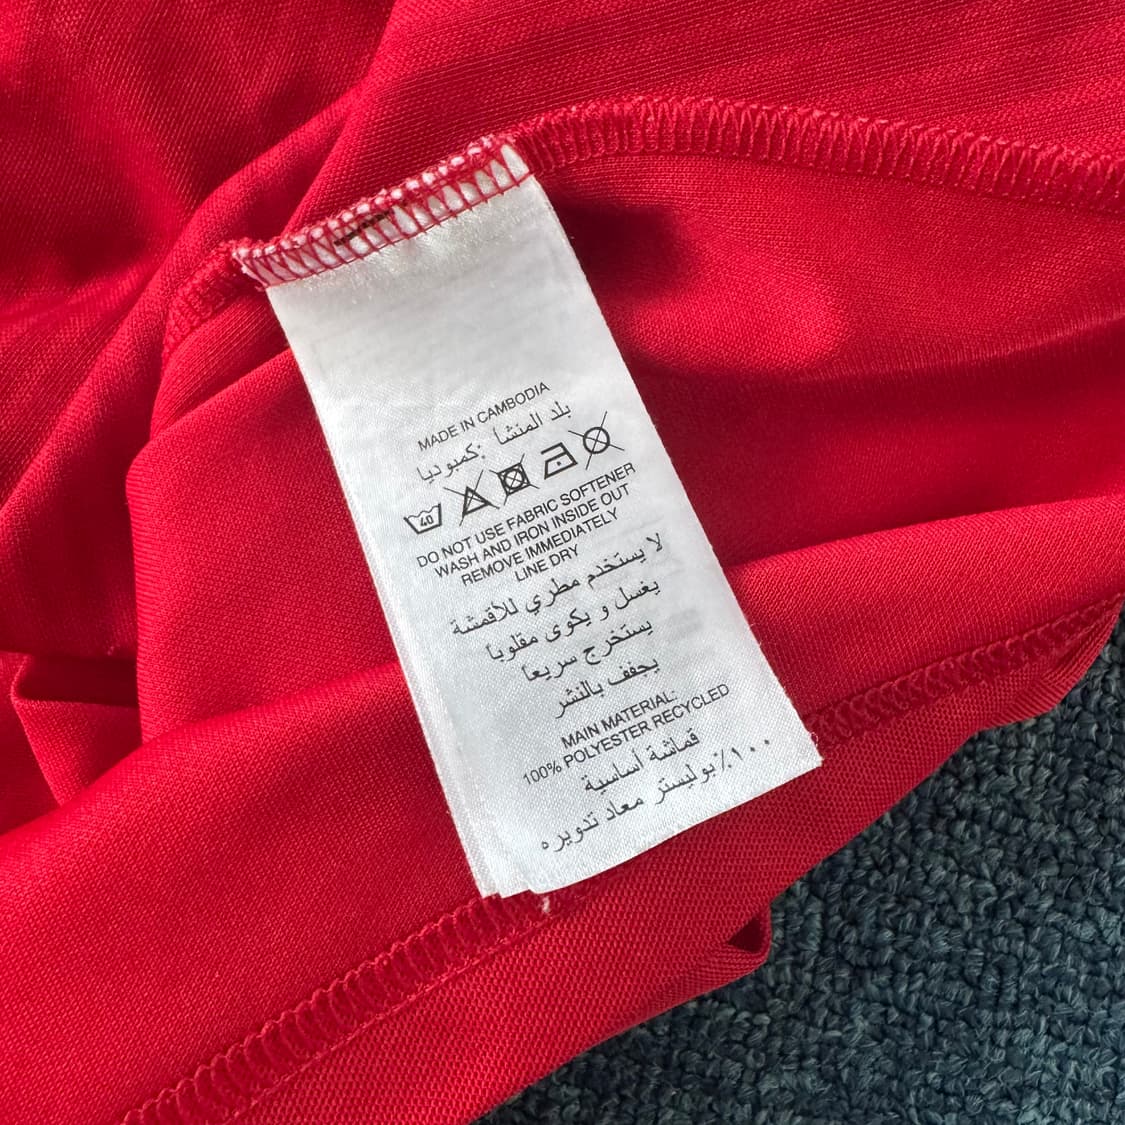 MADE IN CAMBODIA
بلد المنشأ :كمبوديا
40
DO NOT USE FABRIC SOFTENER
WASH AND IRON INSIDE OUT
REMOVE IMMEDIATELY
LINE DRY
لا يستخدم مطري للأقمشة
يغسل و يكوى مقلوبا
يستخرج سريعا
يجفف بالنشر
MAIN MATERIAL:
100% POLYESTER RECYCLED
قماشة أساسية
١٠٠٪ بوليستر معاد تدويره